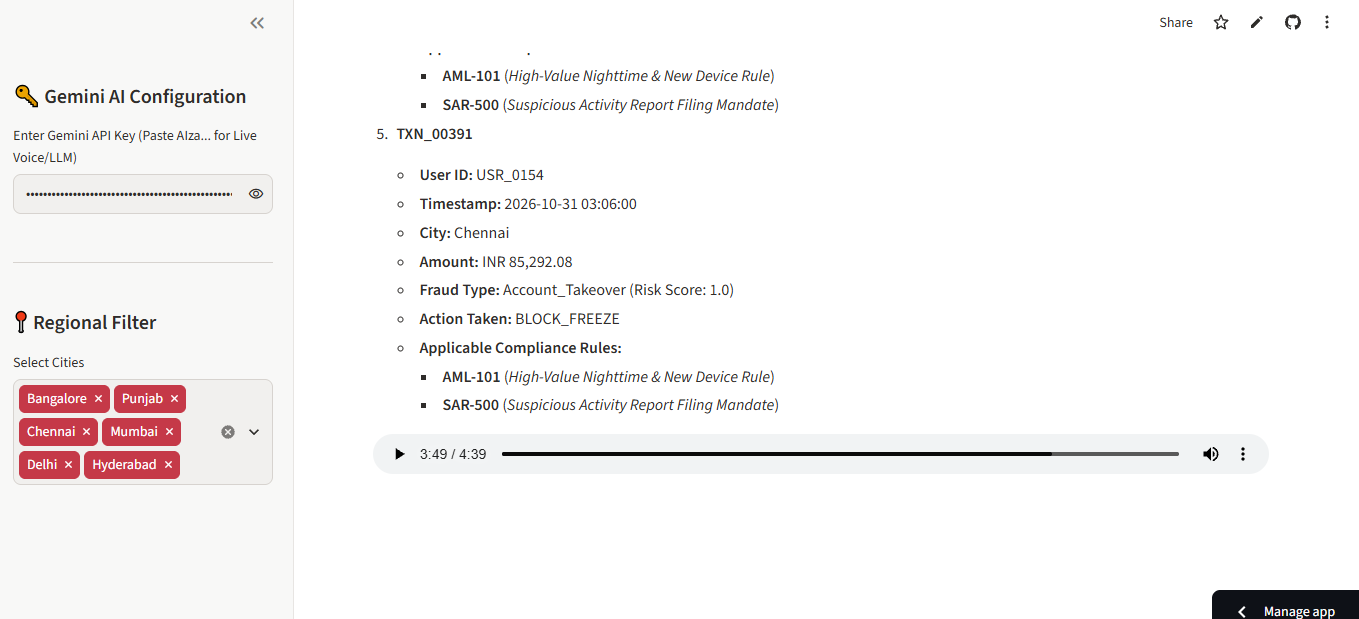 Share
🔑 Gemini AI Configuration
Enter Gemini API Key (Paste AIza... for Live
Voice/LLM)
📍 Regional Filter
Select Cities
Bangalore × Punjab ×
Chennai × Mumbai ×
Delhi × Hyderabad ×
▪ AML-101 (High-Value Nighttime & New Device Rule)
▪ SAR-500 (Suspicious Activity Report Filing Mandate)
5. TXN_00391
○ User ID: USR_0154
○ Timestamp: 2026-10-31 03:06:00
○ City: Chennai
○ Amount: INR 85,292.08
○ Fraud Type: Account_Takeover (Risk Score: 1.0)
○ Action Taken: BLOCK_FREEZE
○ Applicable Compliance Rules:
▪ AML-101 (High-Value Nighttime & New Device Rule)
▪ SAR-500 (Suspicious Activity Report Filing Mandate)
3:49 / 4:39
Manage app